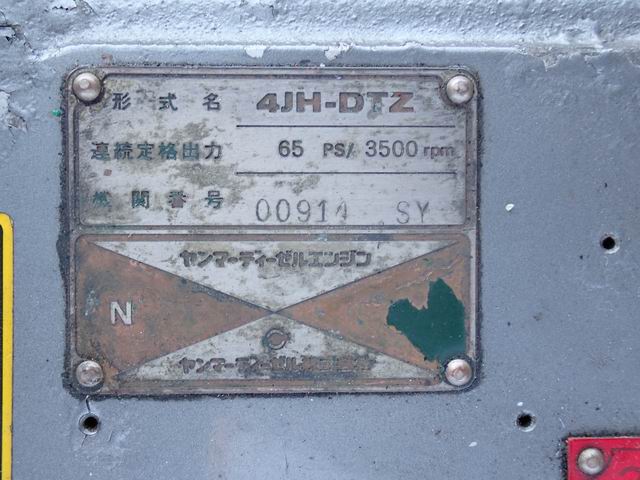 形式名 4JH-DTZ
連続定格出力 65 PS/ 3500 rpm
機関番号 00914 SY
ヤンマーディーゼルエンジン
N